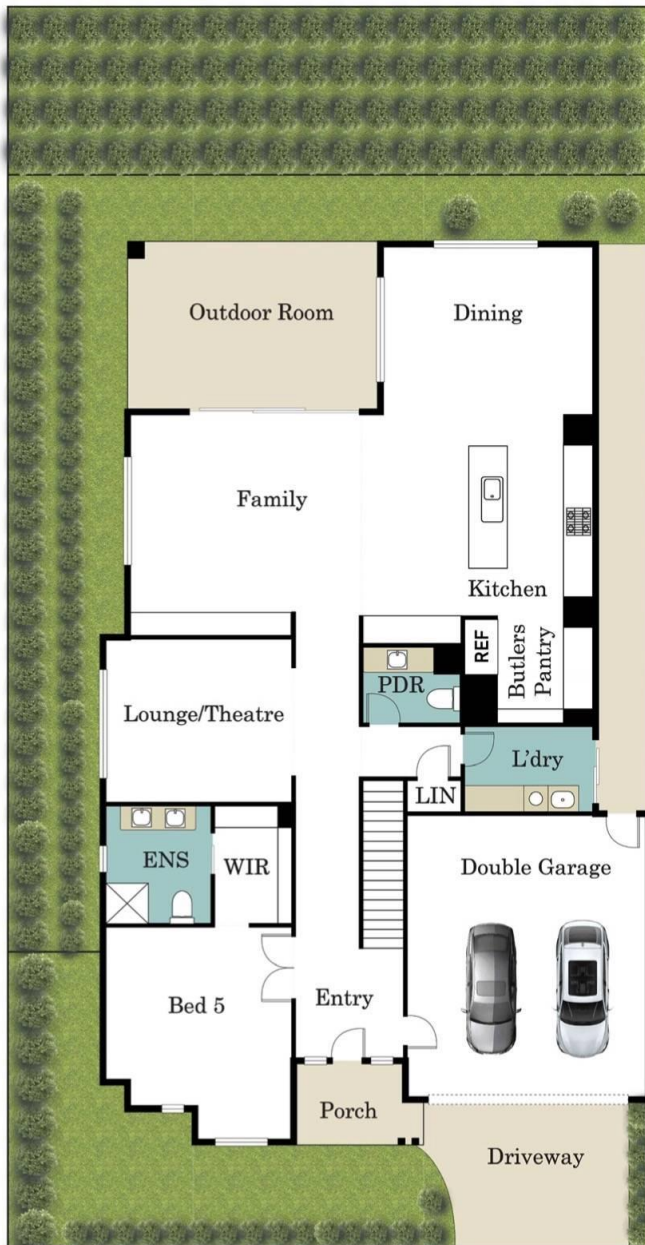 Outdoor Room
Dining
Family
Kitchen
REF
Butlers
Pantry
PDR
Lounge/Theatre
L'dry
LIN
ENS
WIR
Double Garage
Bed 5
Entry
Porch
Driveway